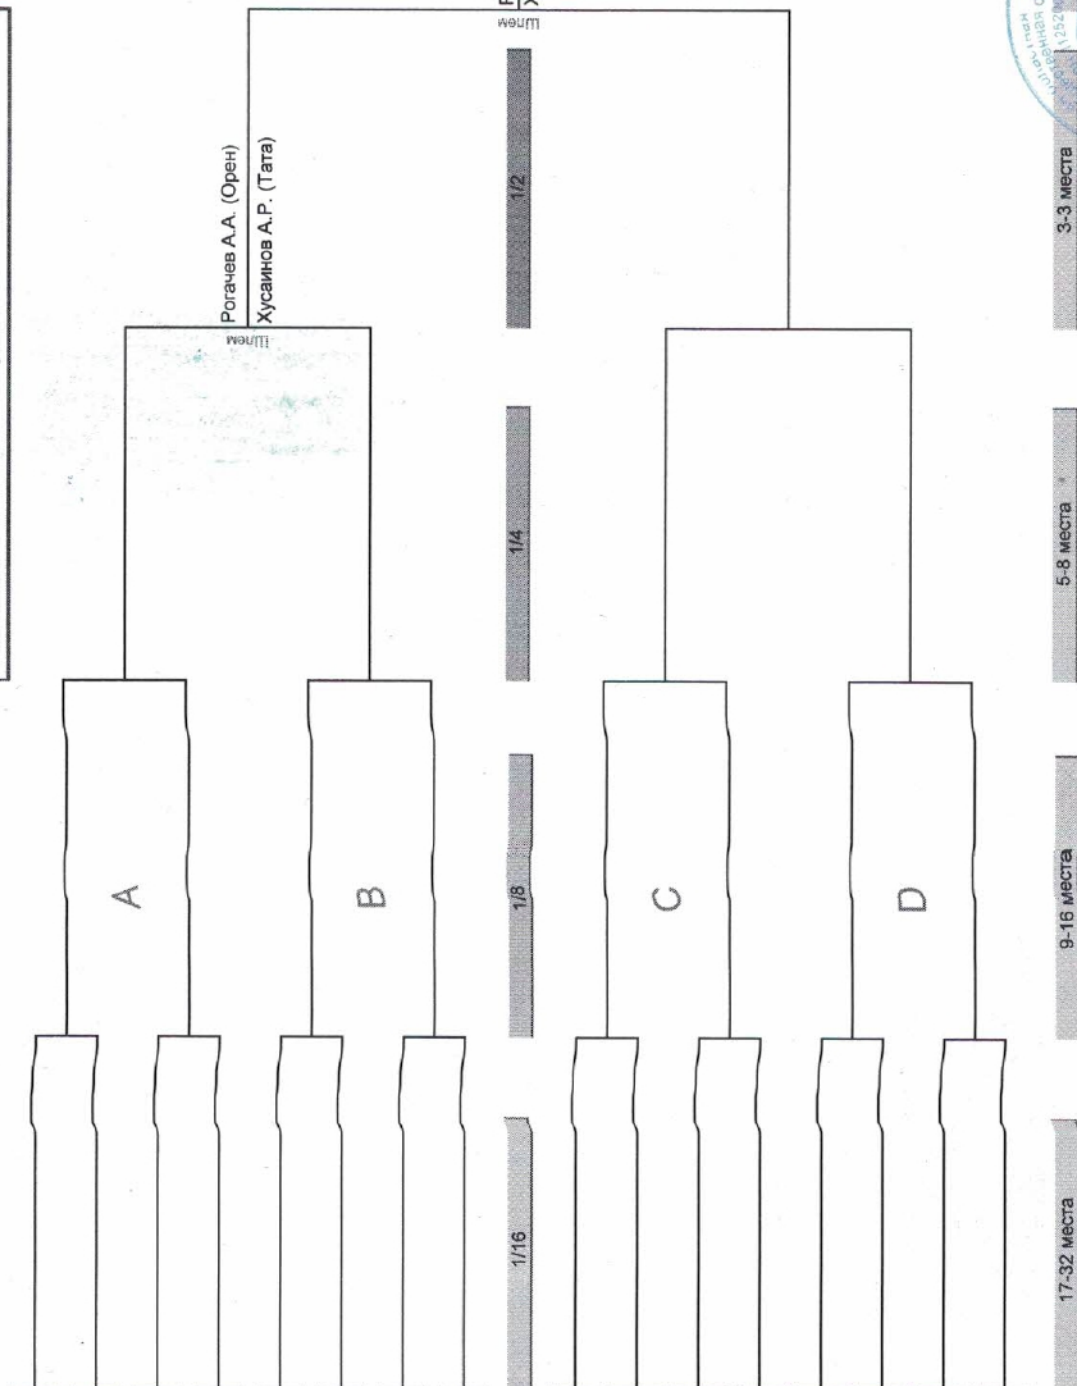 Шлем
Рогачев А.А. (Орен)
Хусаинов А.Р. (Тата)
Шлем
A
B
C
D
1/16
1/8
1/4
1/2
17-32 места
9-16 места
5-8 места
3-3 места